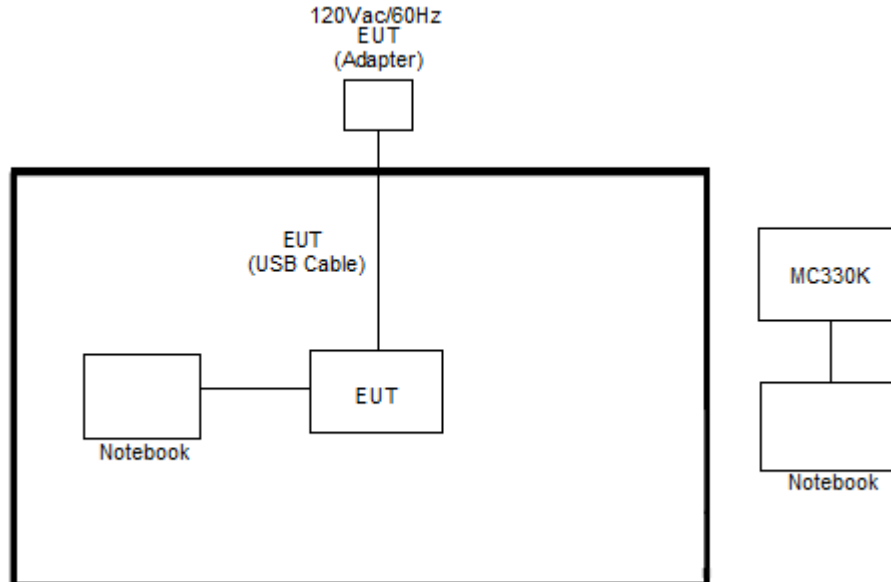 120Vac/60Hz
EUT
(Adapter)
EUT
(USB Cable)
MC330K
EUT
Notebook
Notebook